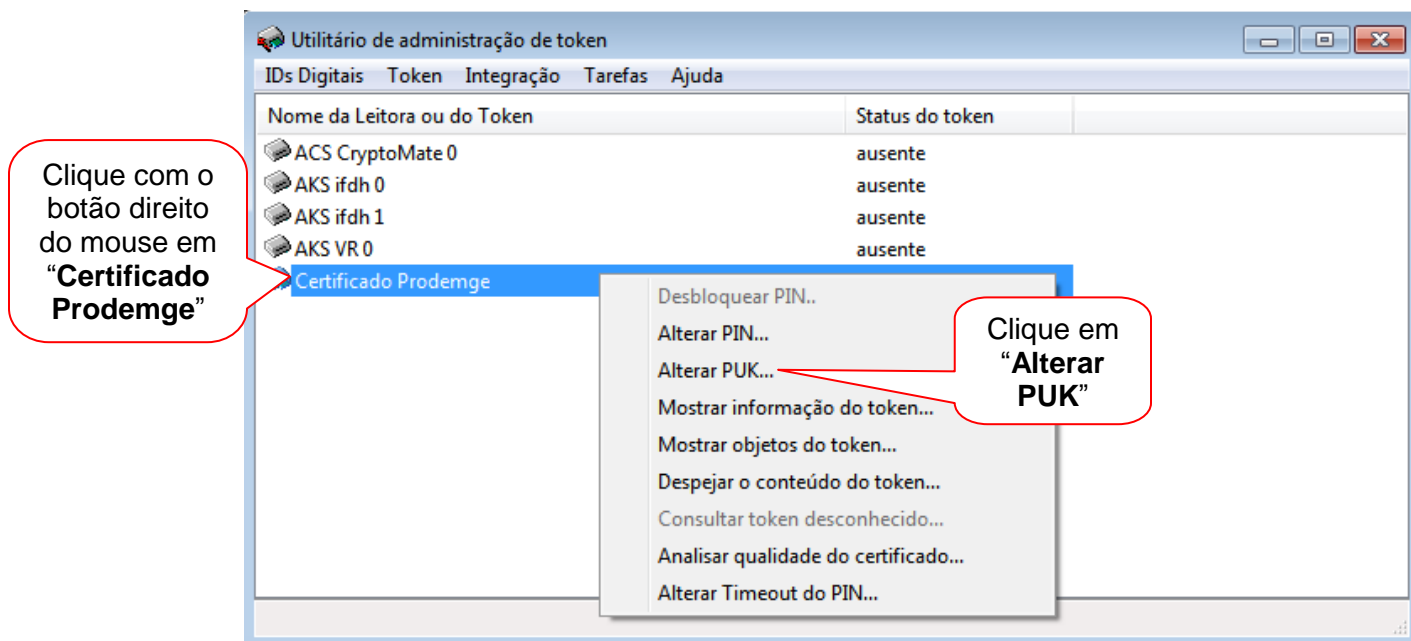 Utilitário de administração de token
IDs Digitais Token Integração Tarefas Ajuda
Nome da Leitora ou do Token Status do token
ACS CryptoMate 0 ausente
AKS ifdh 0 ausente
AKS ifdh 1 ausente
AKS VR 0 ausente
Certificado Prodemge
Clique com o
botão direito
do mouse em
“Certificado
Prodemge”
Desbloquear PIN..
Alterar PIN...
Alterar PUK...
Mostrar informação do token...
Mostrar objetos do token...
Despejar o conteúdo do token...
Consultar token desconhecido...
Analisar qualidade do certificado...
Alterar Timeout do PIN...
Clique em
“Alterar
PUK”